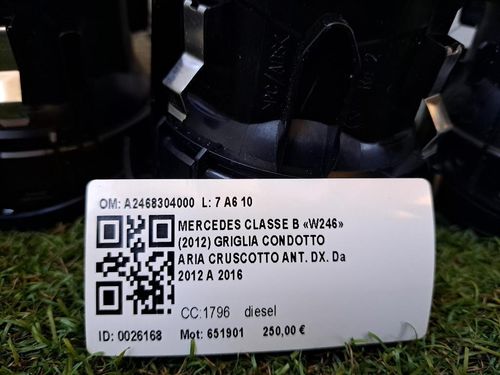 OM: A2468304000 L: 7 A6 10
MERCEDES CLASSE B «W246»
(2012) GRIGLIA CONDOTTO
ARIA CRUSCOTTO ANT. DX. Da
2012 A 2016
CC:1796 diesel
ID: 0026168 Mot: 651901 250,00 €